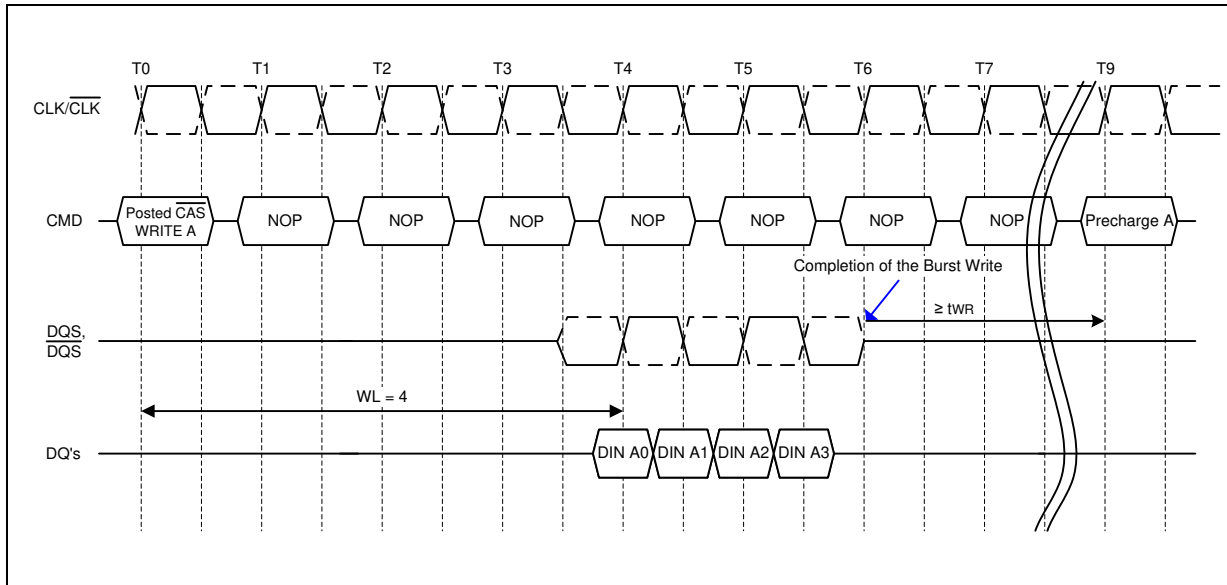 T0 T1 T2 T3 T4 T5 T6 T7 T9
CLK/CLK
CMD
Posted CAS
WRITE A
NOP NOP NOP NOP NOP NOP NOP Precharge A
Completion of the Burst Write
≥ tWR
DQS,
DQS
WL = 4
DQ's
DIN A0 DIN A1 DIN A2 DIN A3